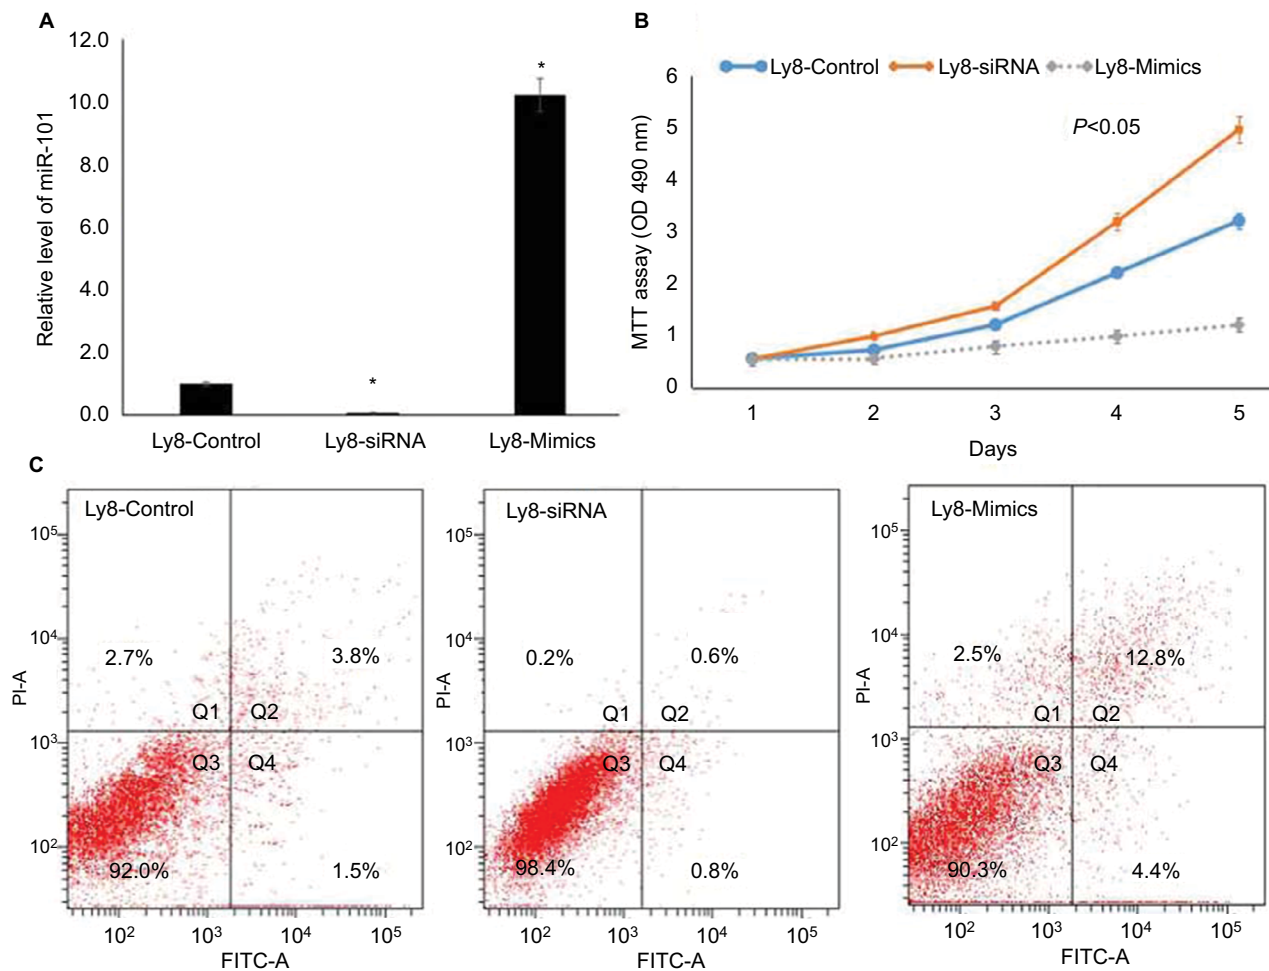 A
Relative level of miR-101
12.0
10.0
8.0
6.0
4.0
2.0
0.0
*
*
Ly8-Control
Ly8-siRNA
Ly8-Mimics
B
MTT assay (OD 490 nm)
6
5
4
3
2
1
0
Ly8-Control
Ly8-siRNA
Ly8-Mimics
P<0.05
1
2
3
4
5
Days
C
Ly8-Control
PI-A
10⁵
10⁴
10³
10²
2.7%
3.8%
Q1
Q2
Q3
Q4
92.0%
1.5%
10²
10³
10⁴
10⁵
FITC-A
Ly8-siRNA
PI-A
10⁵
10⁴
10³
10²
0.2%
0.6%
Q1
Q2
Q3
Q4
98.4%
0.8%
10²
10³
10⁴
10⁵
FITC-A
Ly8-Mimics
PI-A
10⁵
10⁴
10³
10²
2.5%
12.8%
Q1
Q2
Q3
Q4
90.3%
4.4%
10²
10³
10⁴
10⁵
FITC-A